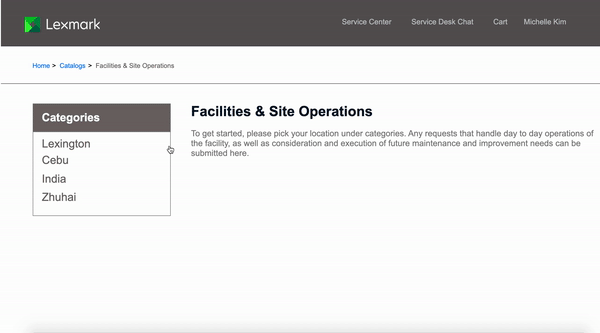 Lexmark
Service Center
Service Desk Chat
Cart
Michelle Kim
Home > Catalogs > Facilities & Site Operations
Categories
Lexington
Cebu
India
Zhuhai
Facilities & Site Operations
To get started, please pick your location under categories. Any requests that handle day to day operations of
the facility, as well as consideration and execution of future maintenance and improvement needs can be
submitted here.